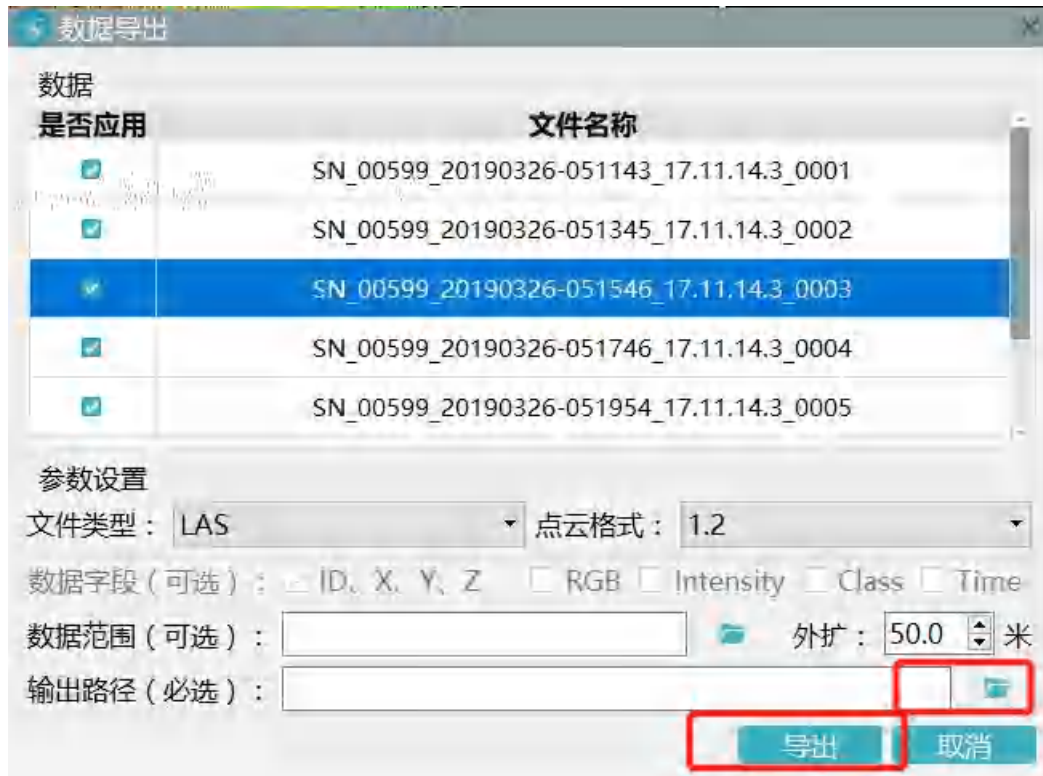 数据导出
数据
是否应用 文件名称
SN_00599_20190326-051143_17.11.14.3_0001
SN_00599_20190326-051345_17.11.14.3_0002
SN_00599_20190326-051546_17.11.14.3_0003
SN_00599_20190326-051746_17.11.14.3_0004
SN_00599_20190326-051954_17.11.14.3_0005
参数设置
文件类型： LAS 点云格式： 1.2
数据字段（可选）： ID、X、Y、Z RGB Intensity Class Time
数据范围（可选）： 外扩： 50.0 米
输出路径（必选）：
导出 取消